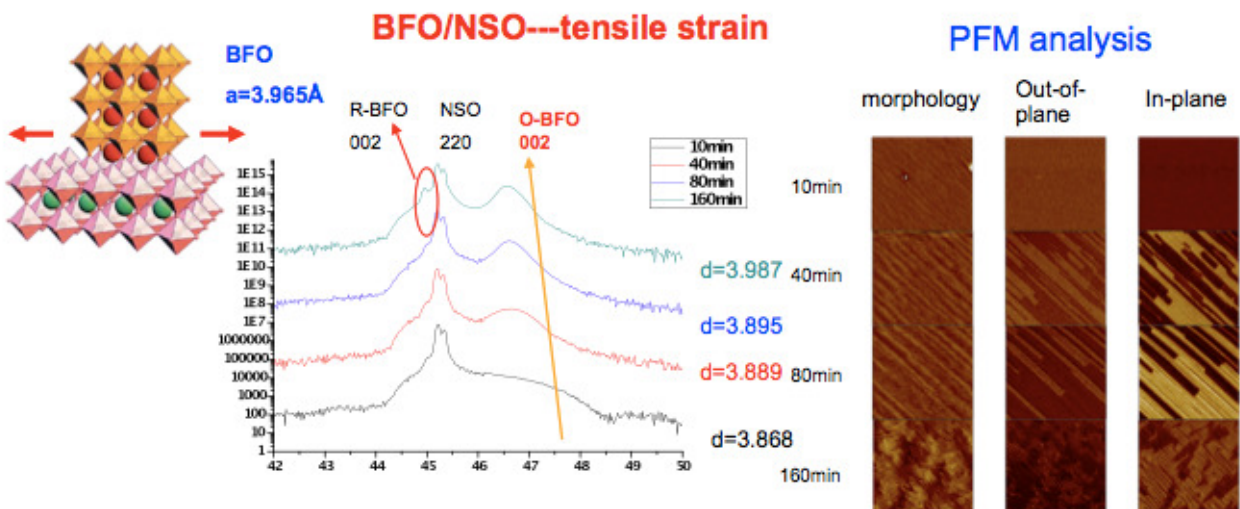 BFO/NSO---tensile strain
PFM analysis
BFO
a=3.965Å
R-BFO
002
NSO
220
O-BFO
002
10min
40min
80min
160min
1E15
1E14
1E13
1E11
1E10
1E9
1E8
1E7
1000000
100000
10000
1000
100
10
1
42
43
44
45
46
47
48
49
50
d=3.987
d=3.895
d=3.889
d=3.868
morphology
Out-of-
plane
In-plane
10min
40min
80min
160min